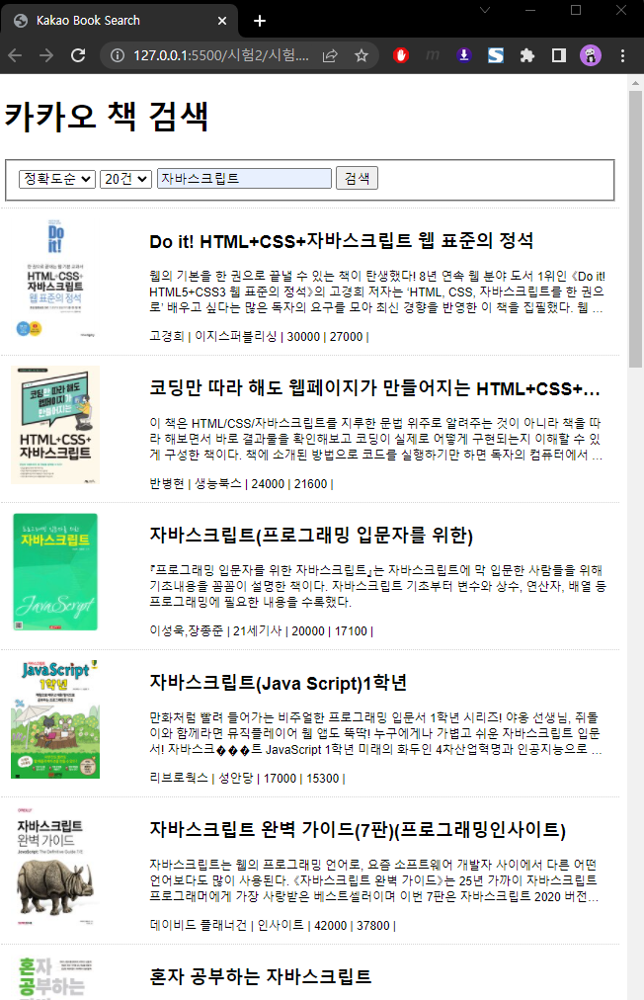 Kakao Book Search
127.0.0.1:5500/시험2/시험....
카카오 책 검색
정확도순 20건 자바스크립트 검색
Do it!
HTML+CSS+
자바스크립트
웹 표준의 정석
Do it! HTML+CSS+자바스크립트 웹 표준의 정석
웹의 기본을 한 권으로 끝낼 수 있는 책이 탄생했다! 8년 연속 웹 분야 도서 1위인 《Do it!
HTML5+CSS3 웹 표준의 정석》의 고경희 저자는 ‘HTML, CSS, 자바스크립트를 한 권으
로’ 배우고 싶다는 많은 독자의 요구를 모아 최신 경향을 반영한 이 책을 집필했다. 웹 ...
고경희 | 이지스퍼블리싱 | 30000 | 27000 |
코딩만 따라 해도
웹페이지가
만들어지는
HTML+CSS+
자바스크립트
코딩만 따라 해도 웹페이지가 만들어지는 HTML+CSS+...
이 책은 HTML/CSS/자바스크립트를 지루한 문법 위주로 알려주는 것이 아니라 책을 따
라 해보면서 바로 결과물을 확인해보고 코딩이 실제로 어떻게 구현되는지 이해할 수 있
게 구성한 책이다. 책에 소개된 방법으로 코드를 실행하기만 하면 독자의 컴퓨터에서 ...
반병현 | 생능북스 | 24000 | 21600 |
프로그래밍 입문자를 위한
자바스크립트
JavaScript
자바스크립트(프로그래밍 입문자를 위한)
『프로그래밍 입문자를 위한 자바스크립트』는 자바스크립트에 막 입문한 사람들을 위해
기초내용을 꼼꼼이 설명한 책이다. 자바스크립트 기초부터 변수와 상수, 연산자, 배열 등
프로그래밍에 필요한 내용을 수록했다.
이성욱,장종준 | 21세기사 | 20000 | 17100 |
JavaScript
1학년
자바스크립트(Java Script)1학년
만화처럼 빨려 들어가는 비주얼한 프로그래밍 입문서 1학년 시리즈! 야옹 선생님, 쥐돌
이와 함께라면 뮤직플레이어 웹 앱도 뚝딱! 누구에게나 가볍고 쉬운 자바스크립트 입문
서! 자바스크���트 JavaScript 1학년 미래의 화두인 4차산업혁명과 인공지능으로 ...
리브로웍스 | 성안당 | 17000 | 15300 |
자바스크립트
완벽 가이드
자바스크립트 완벽 가이드(7판)(프로그래밍인사이트)
자바스크립트는 웹의 프로그래밍 언어로, 요즘 소프트웨어 개발자 사이에서 다른 어떤
언어보다도 많이 사용된다. 《자바스크립트 완벽 가이드》는 25년 가까이 자바스크립트
프로그래머에게 가장 사랑받은 베스트셀러이며 이번 7판은 자바스크립트 2020 버전...
데이비드 플래너건 | 인사이트 | 42000 | 37800 |
혼자
공부하는
혼자 공부하는 자바스크립트